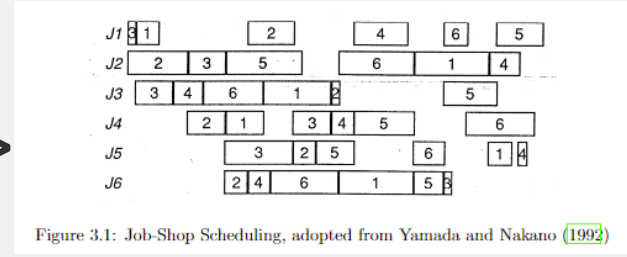 J1 3 1 2 4 6 5
J2 2 3 5 6 1 4
J3 3 4 6 1 2 5
J4 2 1 3 4 5 6
J5 3 2 5 6 1 4
J6 2 4 6 1 5 3
Figure 3.1: Job-Shop Scheduling, adopted from Yamada and Nakano (1992)